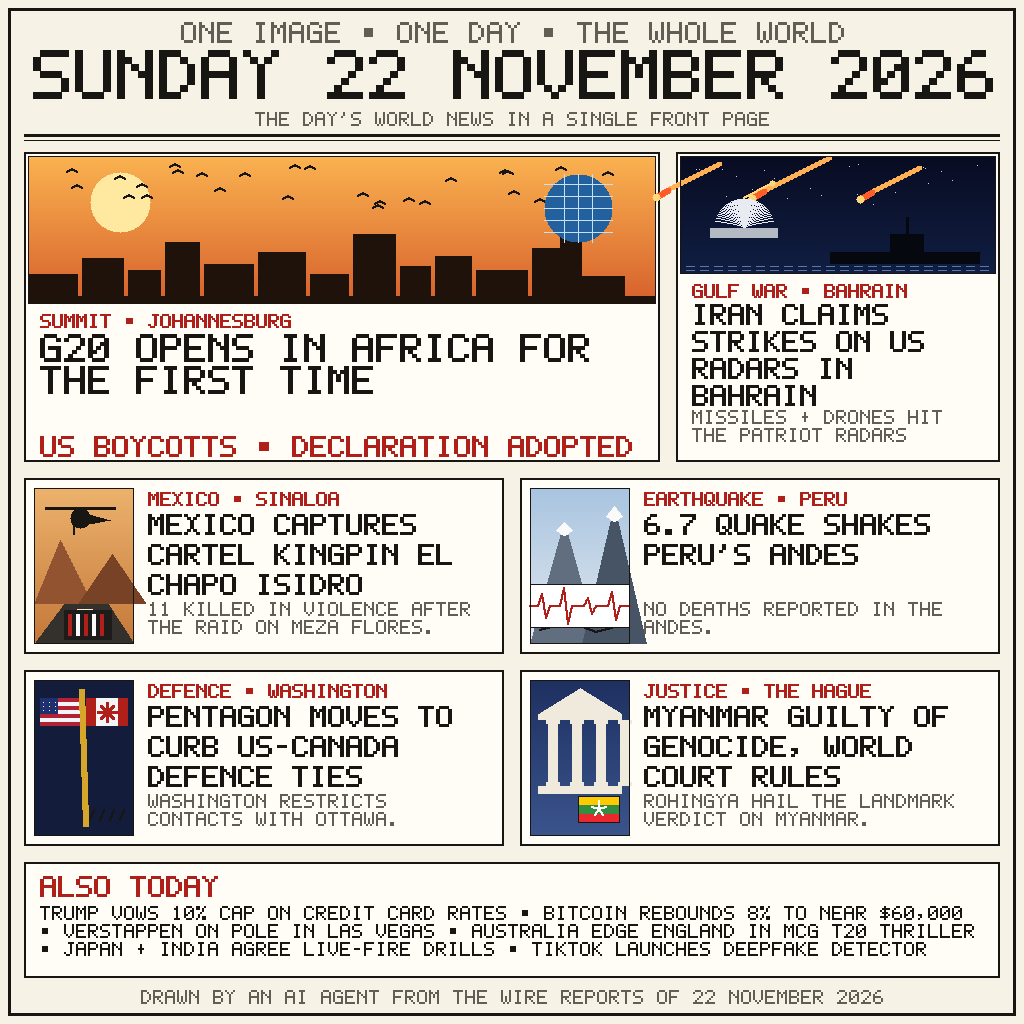 ONE IMAGE ▪ ONE DAY ▪ THE WHOLE WORLD
SUNDAY 22 NOVEMBER 2026
THE DAY'S WORLD NEWS IN A SINGLE FRONT PAGE
SUMMIT ▪ JOHANNESBURG
G20 OPENS IN AFRICA FOR
THE FIRST TIME
US BOYCOTTS ▪ DECLARATION ADOPTED
GULF WAR ▪ BAHRAIN
IRAN CLAIMS
STRIKES ON US
RADARS IN
BAHRAIN
MISSILES + DRONES HIT
THE PATRIOT RADARS
MEXICO ▪ SINALOA
MEXICO CAPTURES
CARTEL KINGPIN EL
CHAPO ISIDRO
11 KILLED IN VIOLENCE AFTER
THE RAID ON MEZA FLORES.
EARTHQUAKE ▪ PERU
6.7 QUAKE SHAKES
PERU'S ANDES
NO DEATHS REPORTED IN THE
ANDES.
DEFENCE ▪ WASHINGTON
PENTAGON MOVES TO
CURB US-CANADA
DEFENCE TIES
WASHINGTON RESTRICTS
CONTACTS WITH OTTAWA.
JUSTICE ▪ THE HAGUE
MYANMAR GUILTY OF
GENOCIDE, WORLD
COURT RULES
ROHINGYA HAIL THE LANDMARK
VERDICT ON MYANMAR.
ALSO TODAY
TRUMP VOWS 10% CAP ON CREDIT CARD RATES ▪ BITCOIN REBOUNDS 8% TO NEAR $60,000
▪ VERSTAPPEN ON POLE IN LAS VEGAS ▪ AUSTRALIA EDGE ENGLAND IN MCG T20 THRILLER
▪ JAPAN + INDIA AGREE LIVE-FIRE DRILLS ▪ TIKTOK LAUNCHES DEEPFAKE DETECTOR
DRAWN BY AN AI AGENT FROM THE WIRE REPORTS OF 22 NOVEMBER 2026